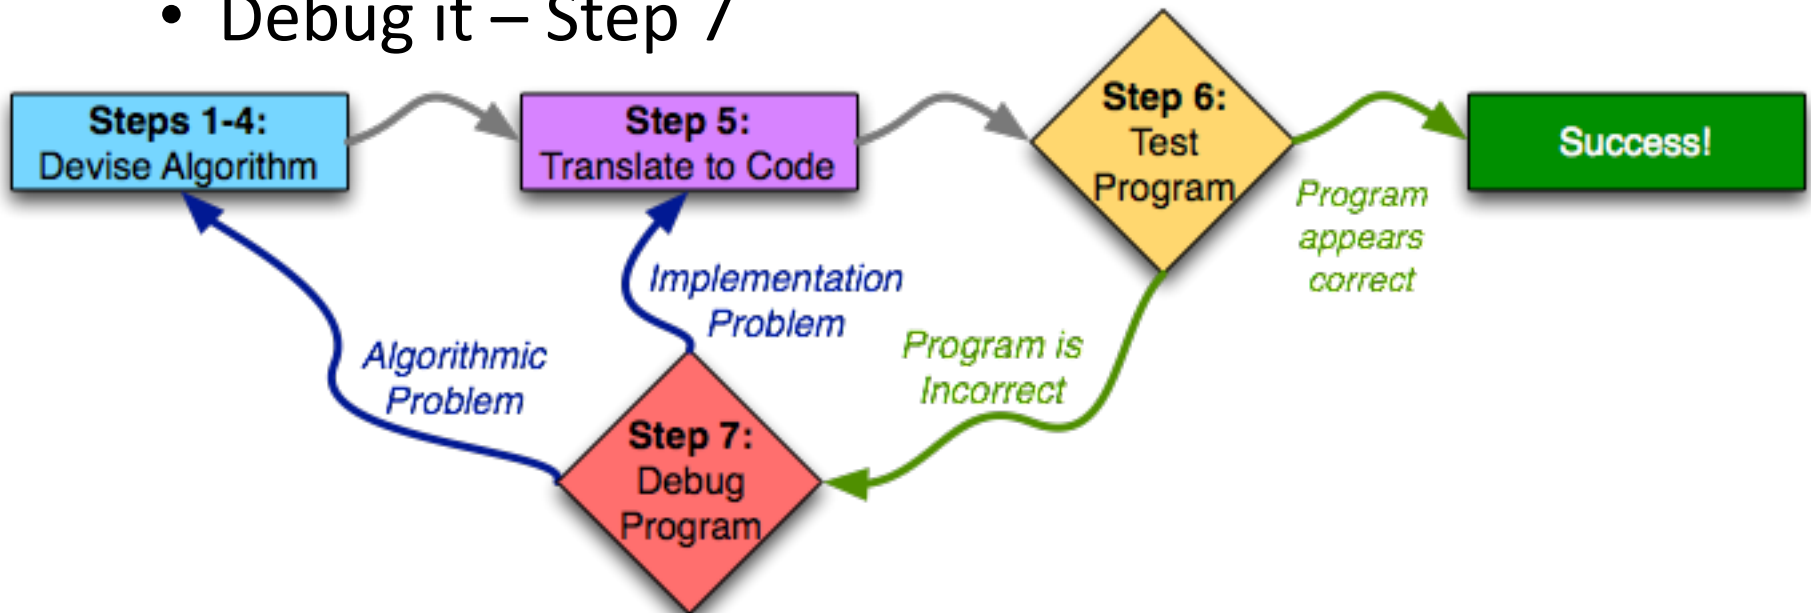 • Debug it – Step 7
Steps 1-4:
Devise Algorithm
Step 5:
Translate to Code
Step 6:
Test
Program
Success!
Program
appears
correct
Implementation
Problem
Algorithmic
Problem
Program is
Incorrect
Step 7:
Debug
Program